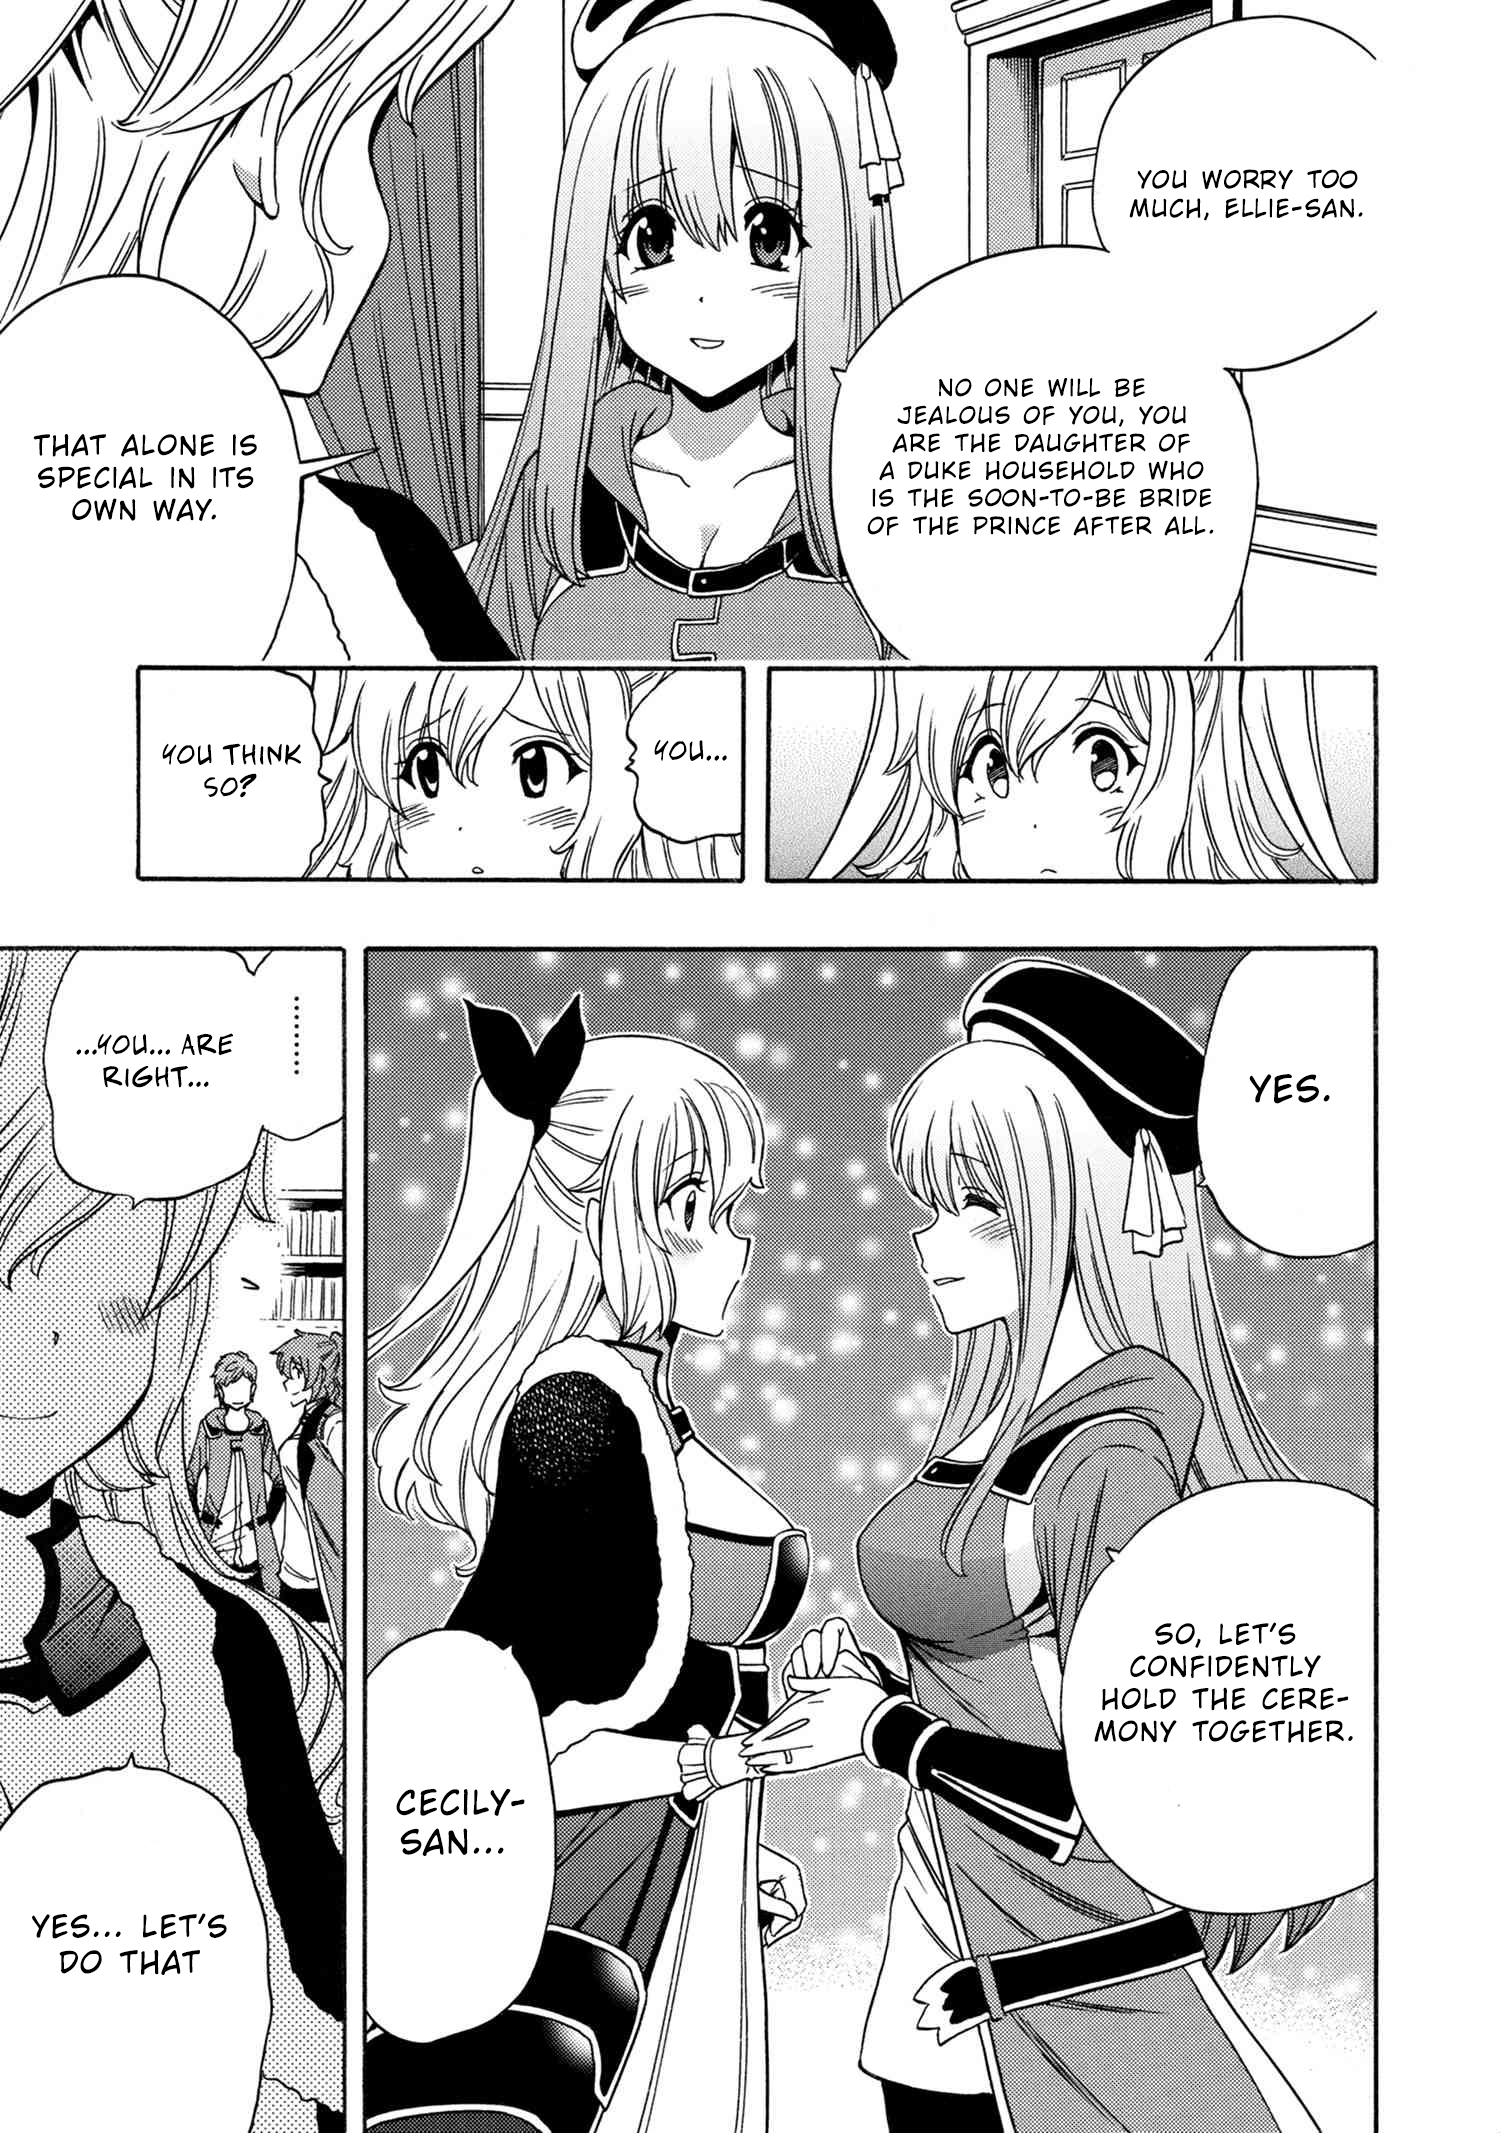 YOU WORRY TOO
MUCH, ELLIE-SAN.
NO ONE WILL BE
JEALOUS OF YOU, YOU
ARE THE DAUGHTER OF
A DUKE HOUSEHOLD WHO
IS THE SOON-TO-BE BRIDE
OF THE PRINCE AFTER ALL.
THAT ALONE IS
SPECIAL IN ITS
OWN WAY.
YOU...
YOU THINK
SO?
YES.
SO, LET'S
CONFIDENTLY
HOLD THE CERE-
MONY TOGETHER.
CECILY-
SAN...
.........
...YOU... ARE
RIGHT...
YES... LET'S
DO THAT